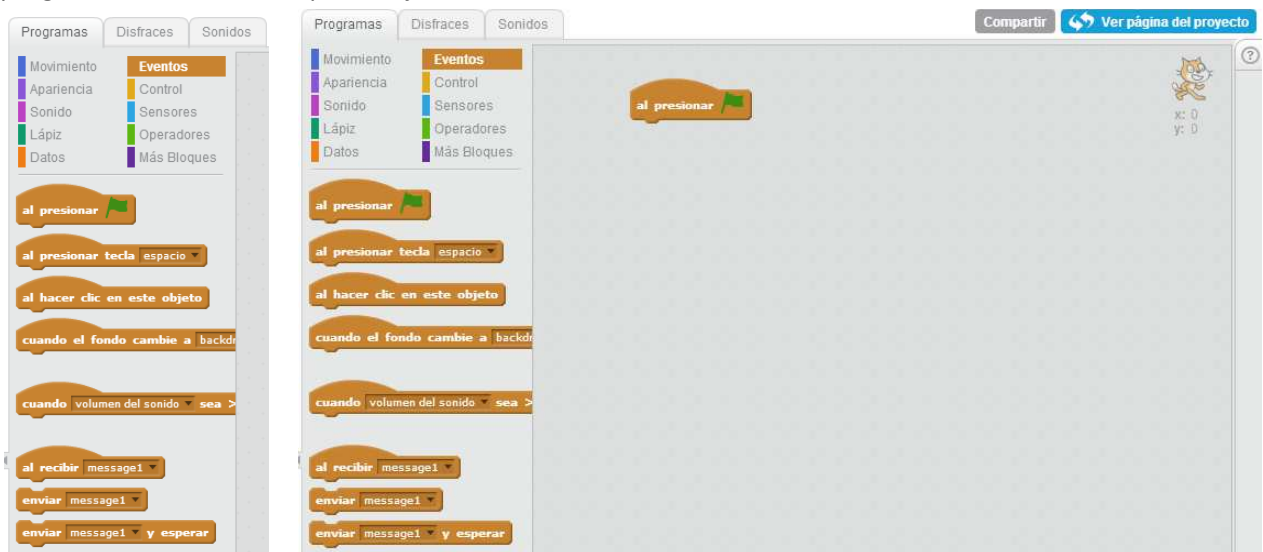 Programas Disfraces Sonidos
Movimiento Eventos
Apariencia Control
Sonido Sensores
Lápiz Operadores
Datos Más Bloques
al presionar
al presionar tecla espacio
al hacer clic en este objeto
cuando el fondo cambie a
cuando volumen del sonido sea >
al recibir message1
enviar message1
enviar message1 y esperar
Programas Disfraces Sonidos
Movimiento Eventos
Apariencia Control
Sonido Sensores
Lápiz Operadores
Datos Más Bloques
al presionar
al presionar tecla espacio
al hacer clic en este objeto
cuando el fondo cambie a
cuando volumen del sonido sea >
al recibir message1
enviar message1
enviar message1 y esperar
Compartir Ver página del proyecto
?
al presionar
x: 0
y: 0